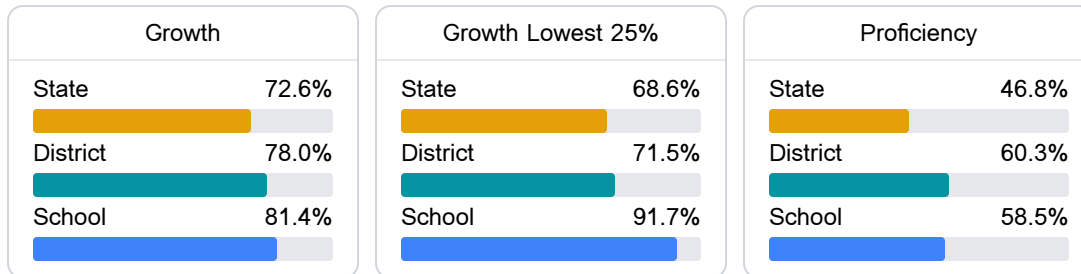 Growth
State 72.6%
District 78.0%
School 81.4%
Growth Lowest 25%
State 68.6%
District 71.5%
School 91.7%
Proficiency
State 46.8%
District 60.3%
School 58.5%